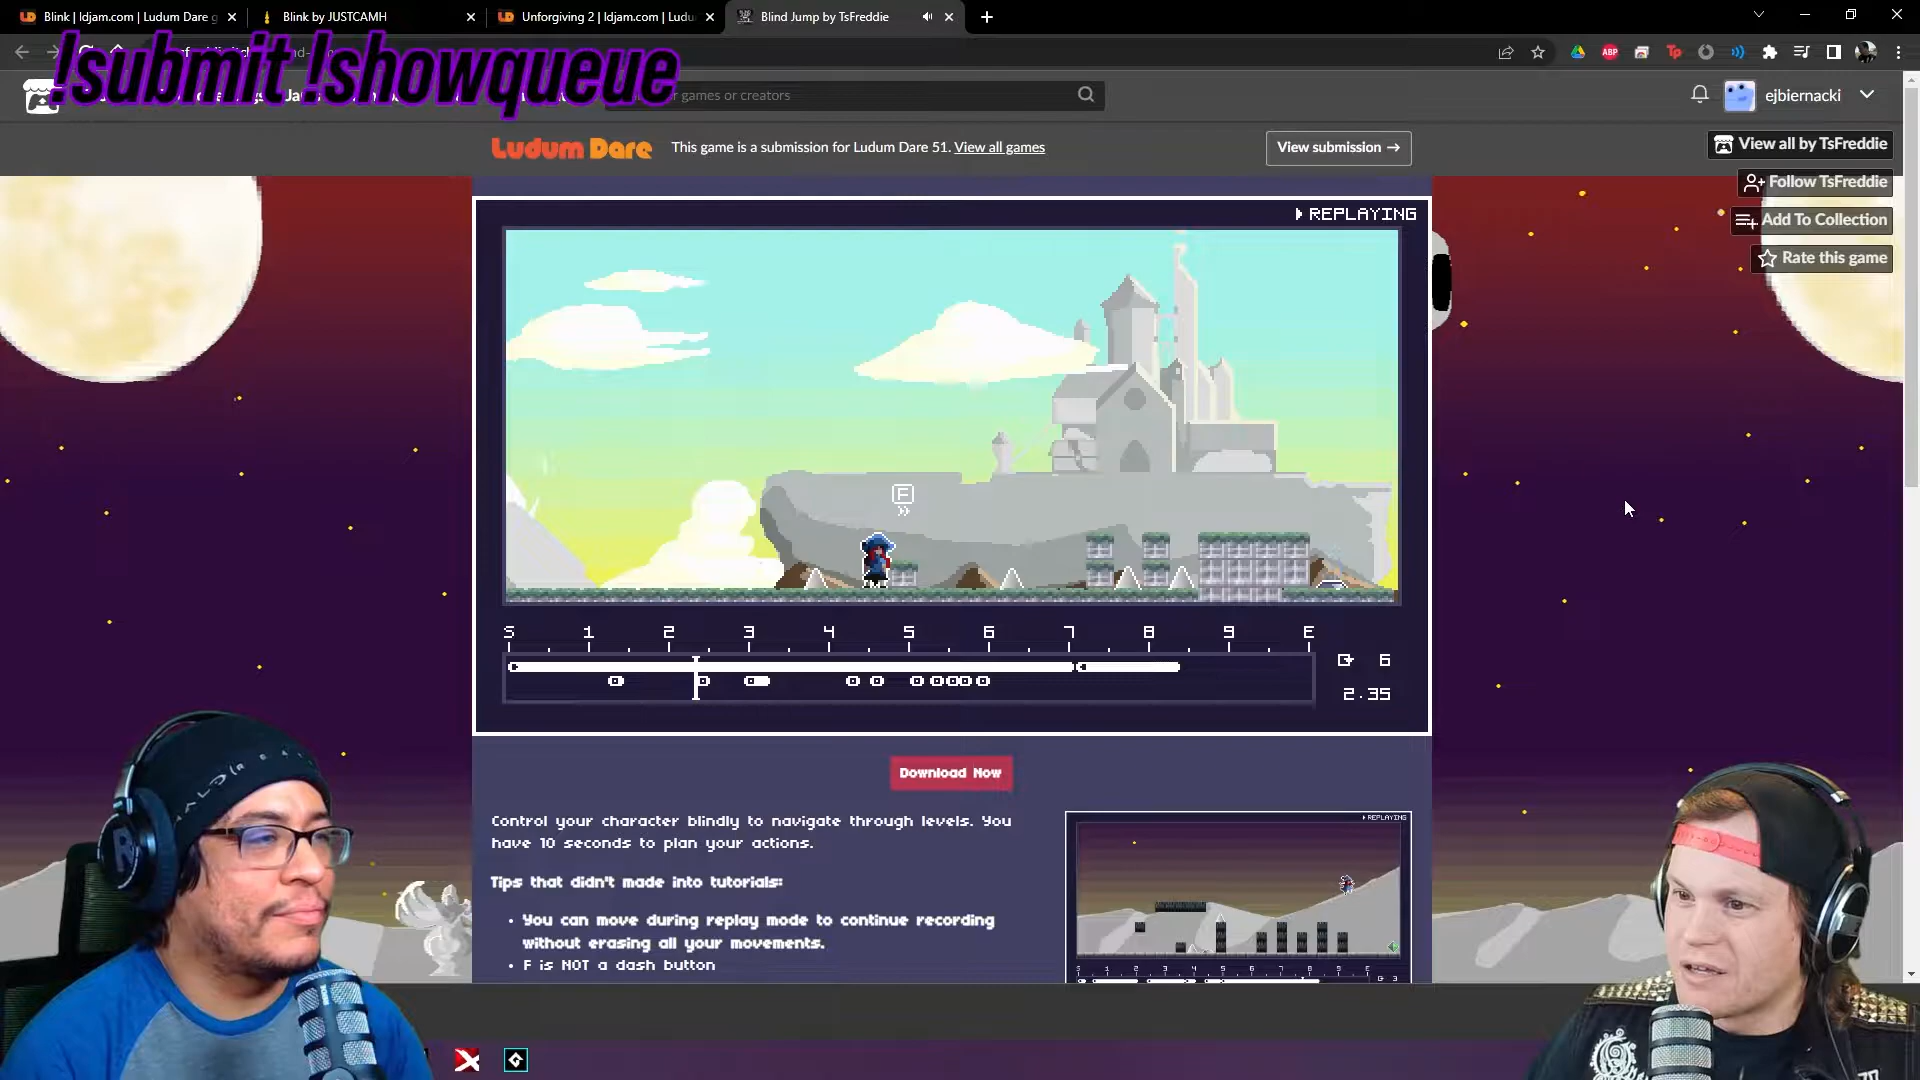 Blink | ldjam.com | Ludum Dare g
Blink by JUSTCAMH
Unforgiving 2 | ldjam.com | Ludu
Blind Jump by TsFreddie
!submit !showqueue
games or creators
ejbiernacki
Ludum Dare
This game is a submission for Ludum Dare 51. View all games
View submission →
View all by TsFreddie
Follow TsFreddie
Add To Collection
Rate this game
REPLAYING
F
S 1 2 3 4 5 6 7 8 9 E
6
2.35
Download Now
Control your character blindly to navigate through levels. You
have 10 seconds to plan your actions.
Tips that didn't made into tutorials:
• You can move during replay mode to continue recording
without erasing all your movements.
• F is NOT a dash button
REPLAYING
ABP